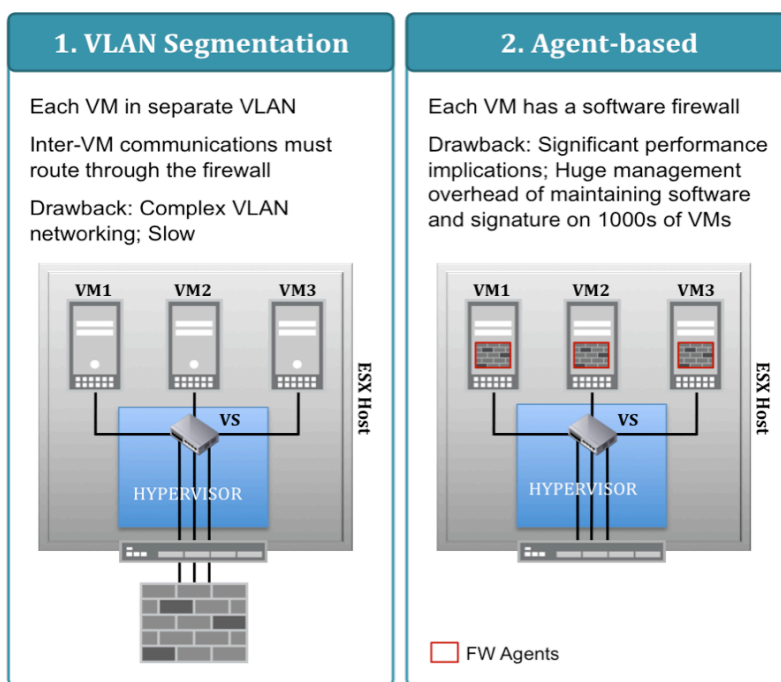 1. VLAN Segmentation
Each VM in separate VLAN
Inter-VM communications must
route through the firewall
Drawback: Complex VLAN
networking; Slow
VM1
VM2
VM3
ESX Host
VS
HYPERVISOR
2. Agent-based
Each VM has a software firewall
Drawback: Significant performance
implications; Huge management
overhead of maintaining software
and signature on 1000s of VMs
VM1
VM2
VM3
ESX Host
VS
HYPERVISOR
FW Agents